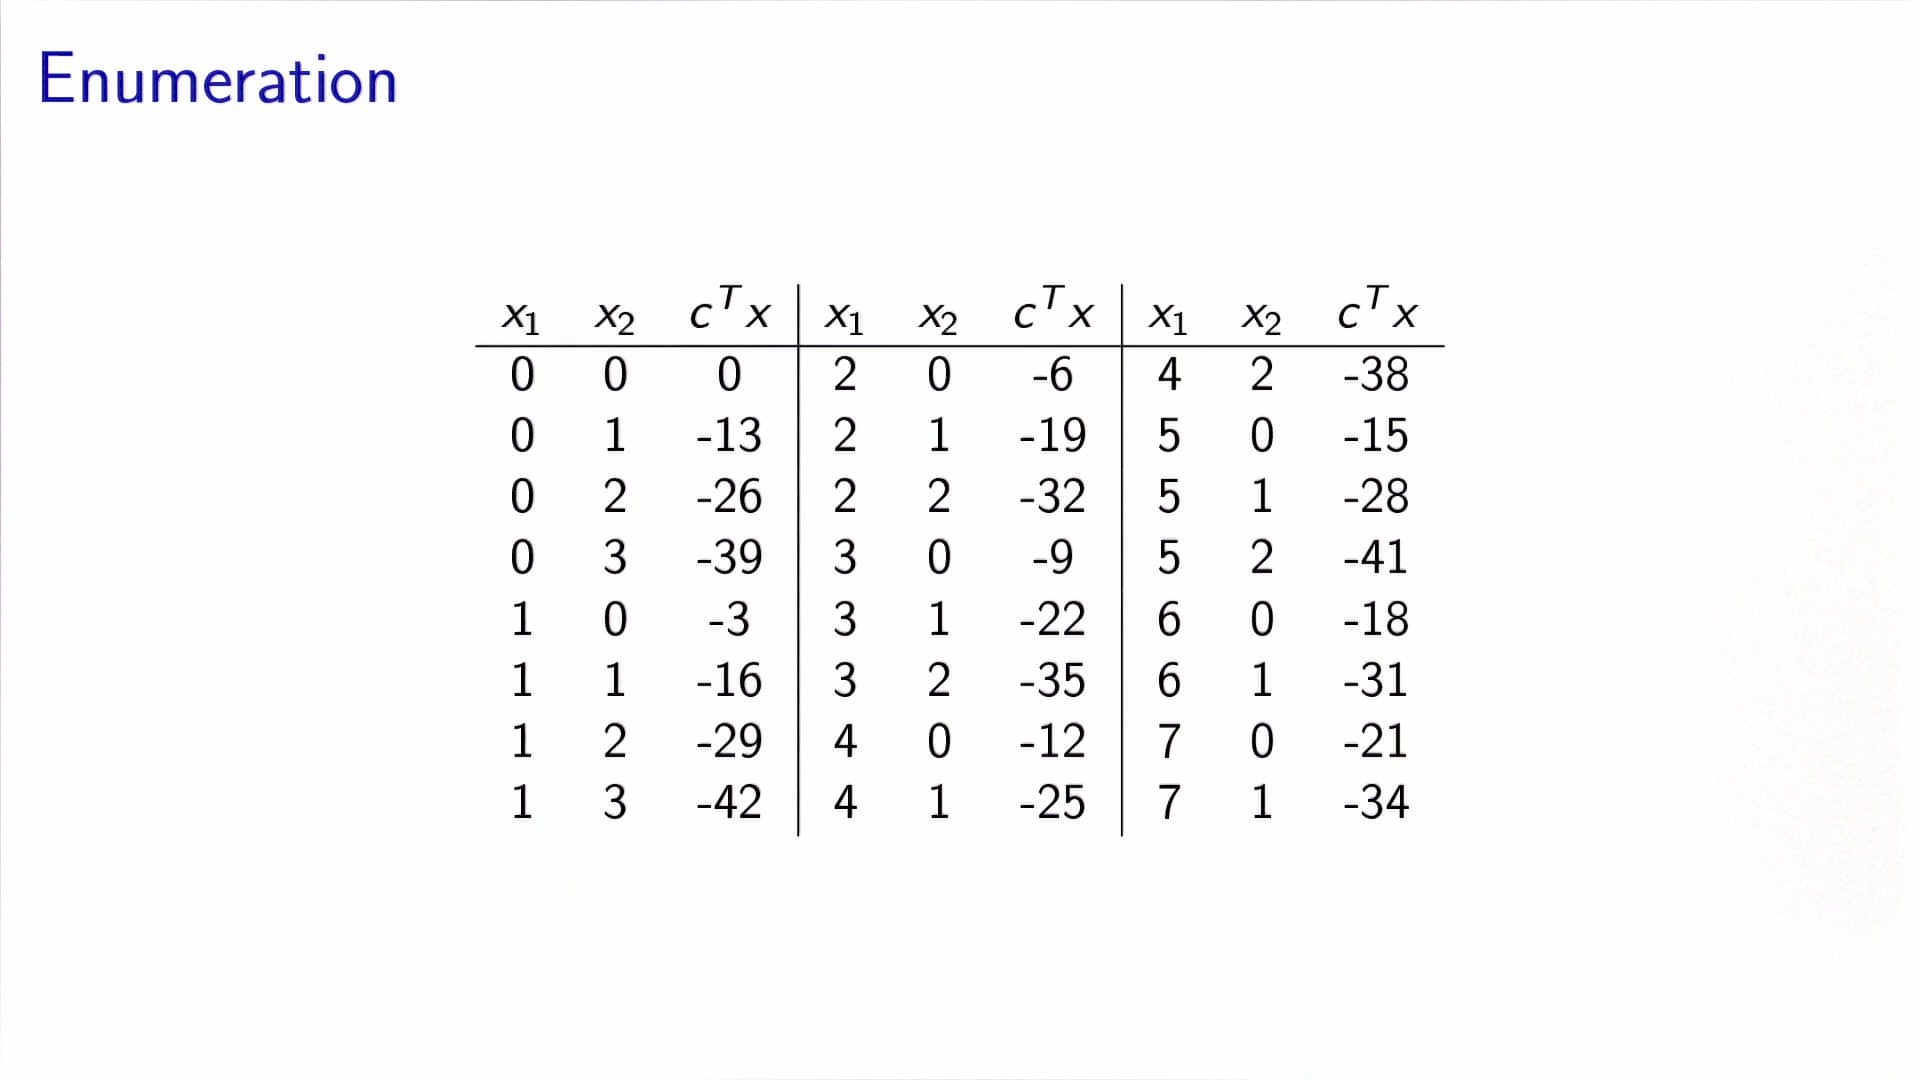 Enumeration
x₁ x₂ cᵀx x₁ x₂ cᵀx x₁ x₂ cᵀx
0 0 0 2 0 -6 4 2 -38
0 1 -13 2 1 -19 5 0 -15
0 2 -26 2 2 -32 5 1 -28
0 3 -39 3 0 -9 5 2 -41
1 0 -3 3 1 -22 6 0 -18
1 1 -16 3 2 -35 6 1 -31
1 2 -29 4 0 -12 7 0 -21
1 3 -42 4 1 -25 7 1 -34